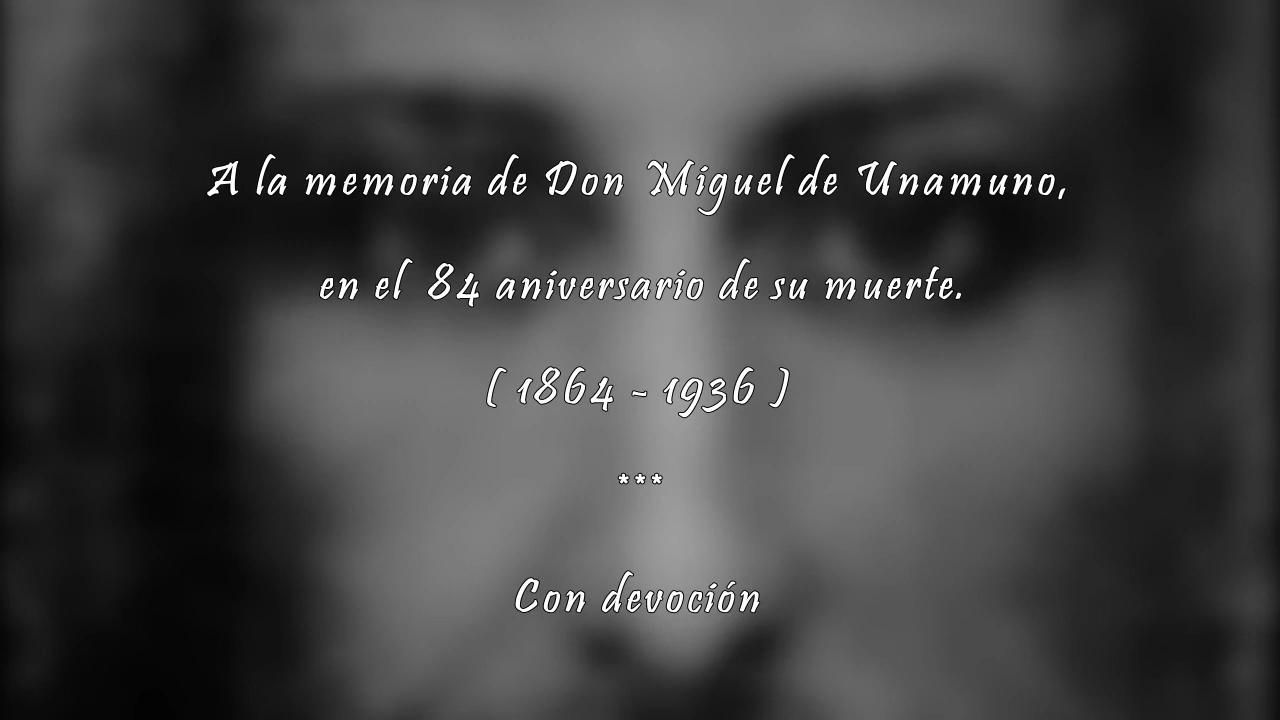 A la memoria de Don Miguel de Unamuno,
en el 84 aniversario de su muerte.
( 1864 - 1936 )
***
Con devoción